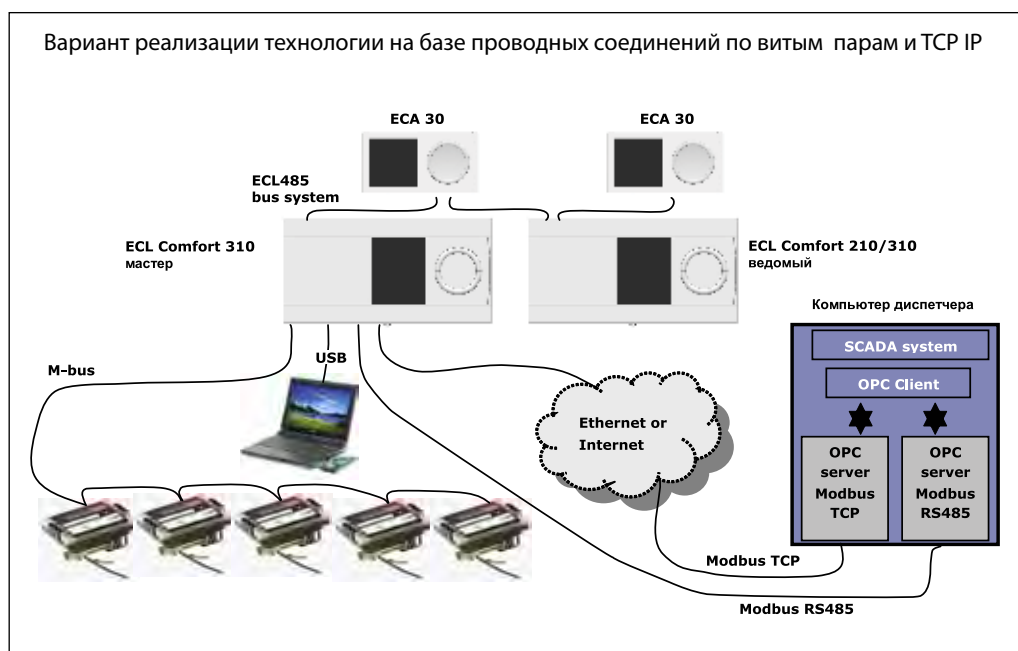 Вариант реализации технологии на базе проводных соединений по витым парам и TCP IP
ECA 30
ECA 30
ECL485
bus system
ECL Comfort 310
мастер
ECL Comfort 210/310
ведомый
Компьютер диспетчера
SCADA system
OPC Client
M-bus
USB
Ethernet or
Internet
OPC
server
Modbus
TCP
OPC
server
Modbus
RS485
Modbus TCP
Modbus RS485